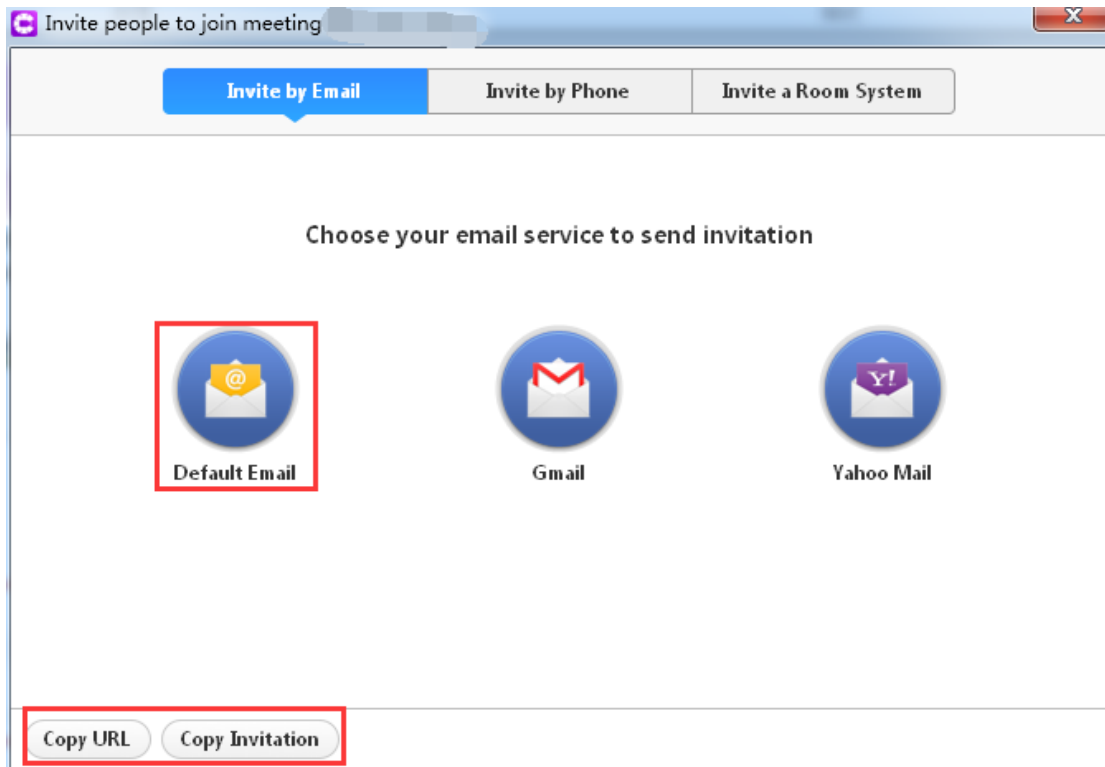 Invite people to join meeting
X
Invite by Email Invite by Phone Invite a Room System
Choose your email service to send invitation
@ Y!
Default Email Gmail Yahoo Mail
Copy URL Copy Invitation